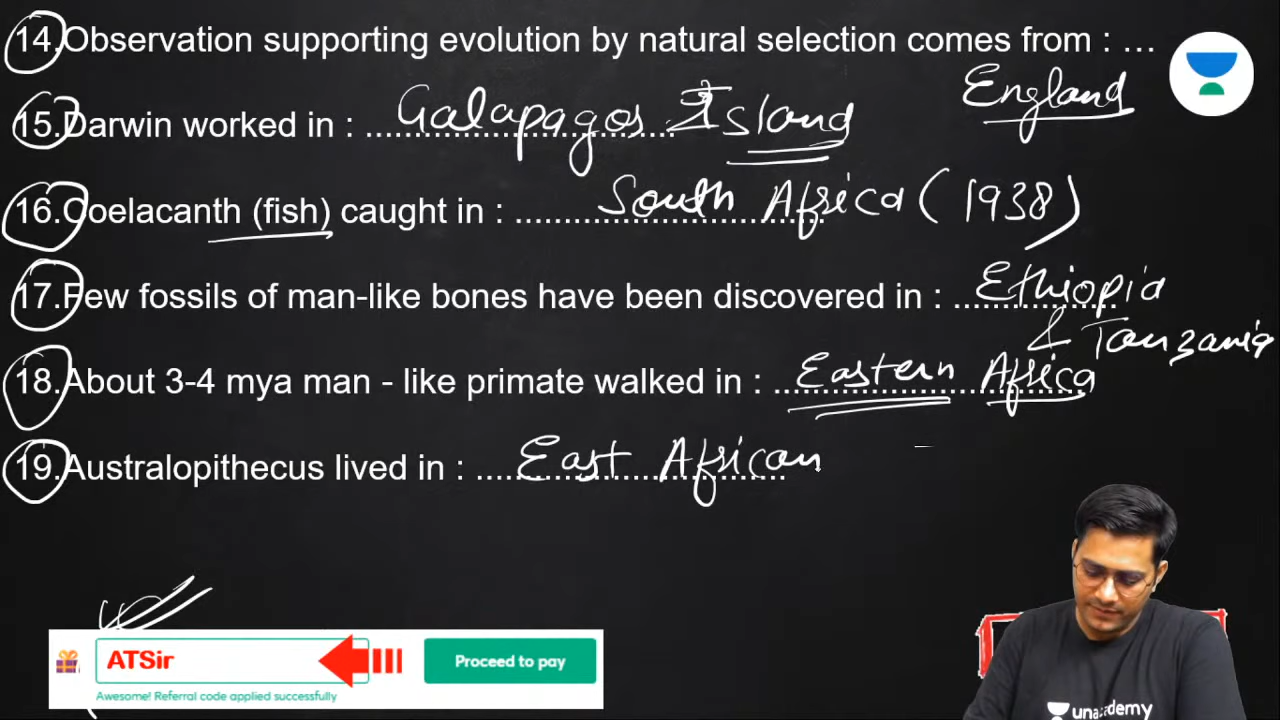 14.Observation supporting evolution by natural selection comes from : ...
England
15.Darwin worked in : .......... Galapagos Island
16.Coelacanth (fish) caught in : .......... South Africa (1938)
17.Few fossils of man-like bones have been discovered in : .......... Ethiopia
& Tanzania
18.About 3-4 mya man - like primate walked in : .......... Eastern Africa
19.Australopithecus lived in : .......... East African
ATSir
Proceed to pay
Awesome! Referral code applied successfully
unacademy